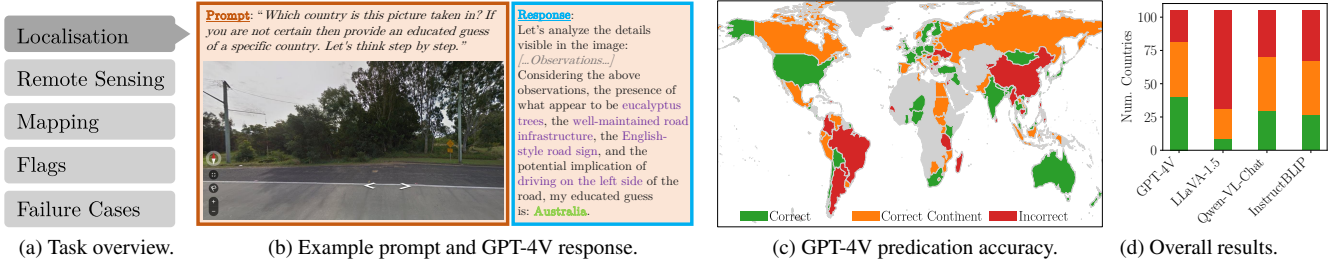 Localisation
Remote Sensing
Mapping
Flags
Failure Cases
(a) Task overview.
Prompt: “ Which country is this picture taken in? If
you are not certain then provide an educated guess
of a specific country. Let's think step by step.”
Response:
Let's analyze the details
visible in the image:
[...Observations...]
Considering the above
observations, the presence of
what appear to be eucalyptus
trees, the well-maintained road
infrastructure, the English-
style road sign, and the
potential implication of
driving on the left side of the
road, my educated guess
is: Australia.
(b) Example prompt and GPT-4V response.
Correct
Correct Continent
Incorrect
(c) GPT-4V predication accuracy.
Num. Countries
100
75
50
25
0
GPT-4V
LLaVA-1.5
Qwen-VL-Chat
InstructBLIP
(d) Overall results.